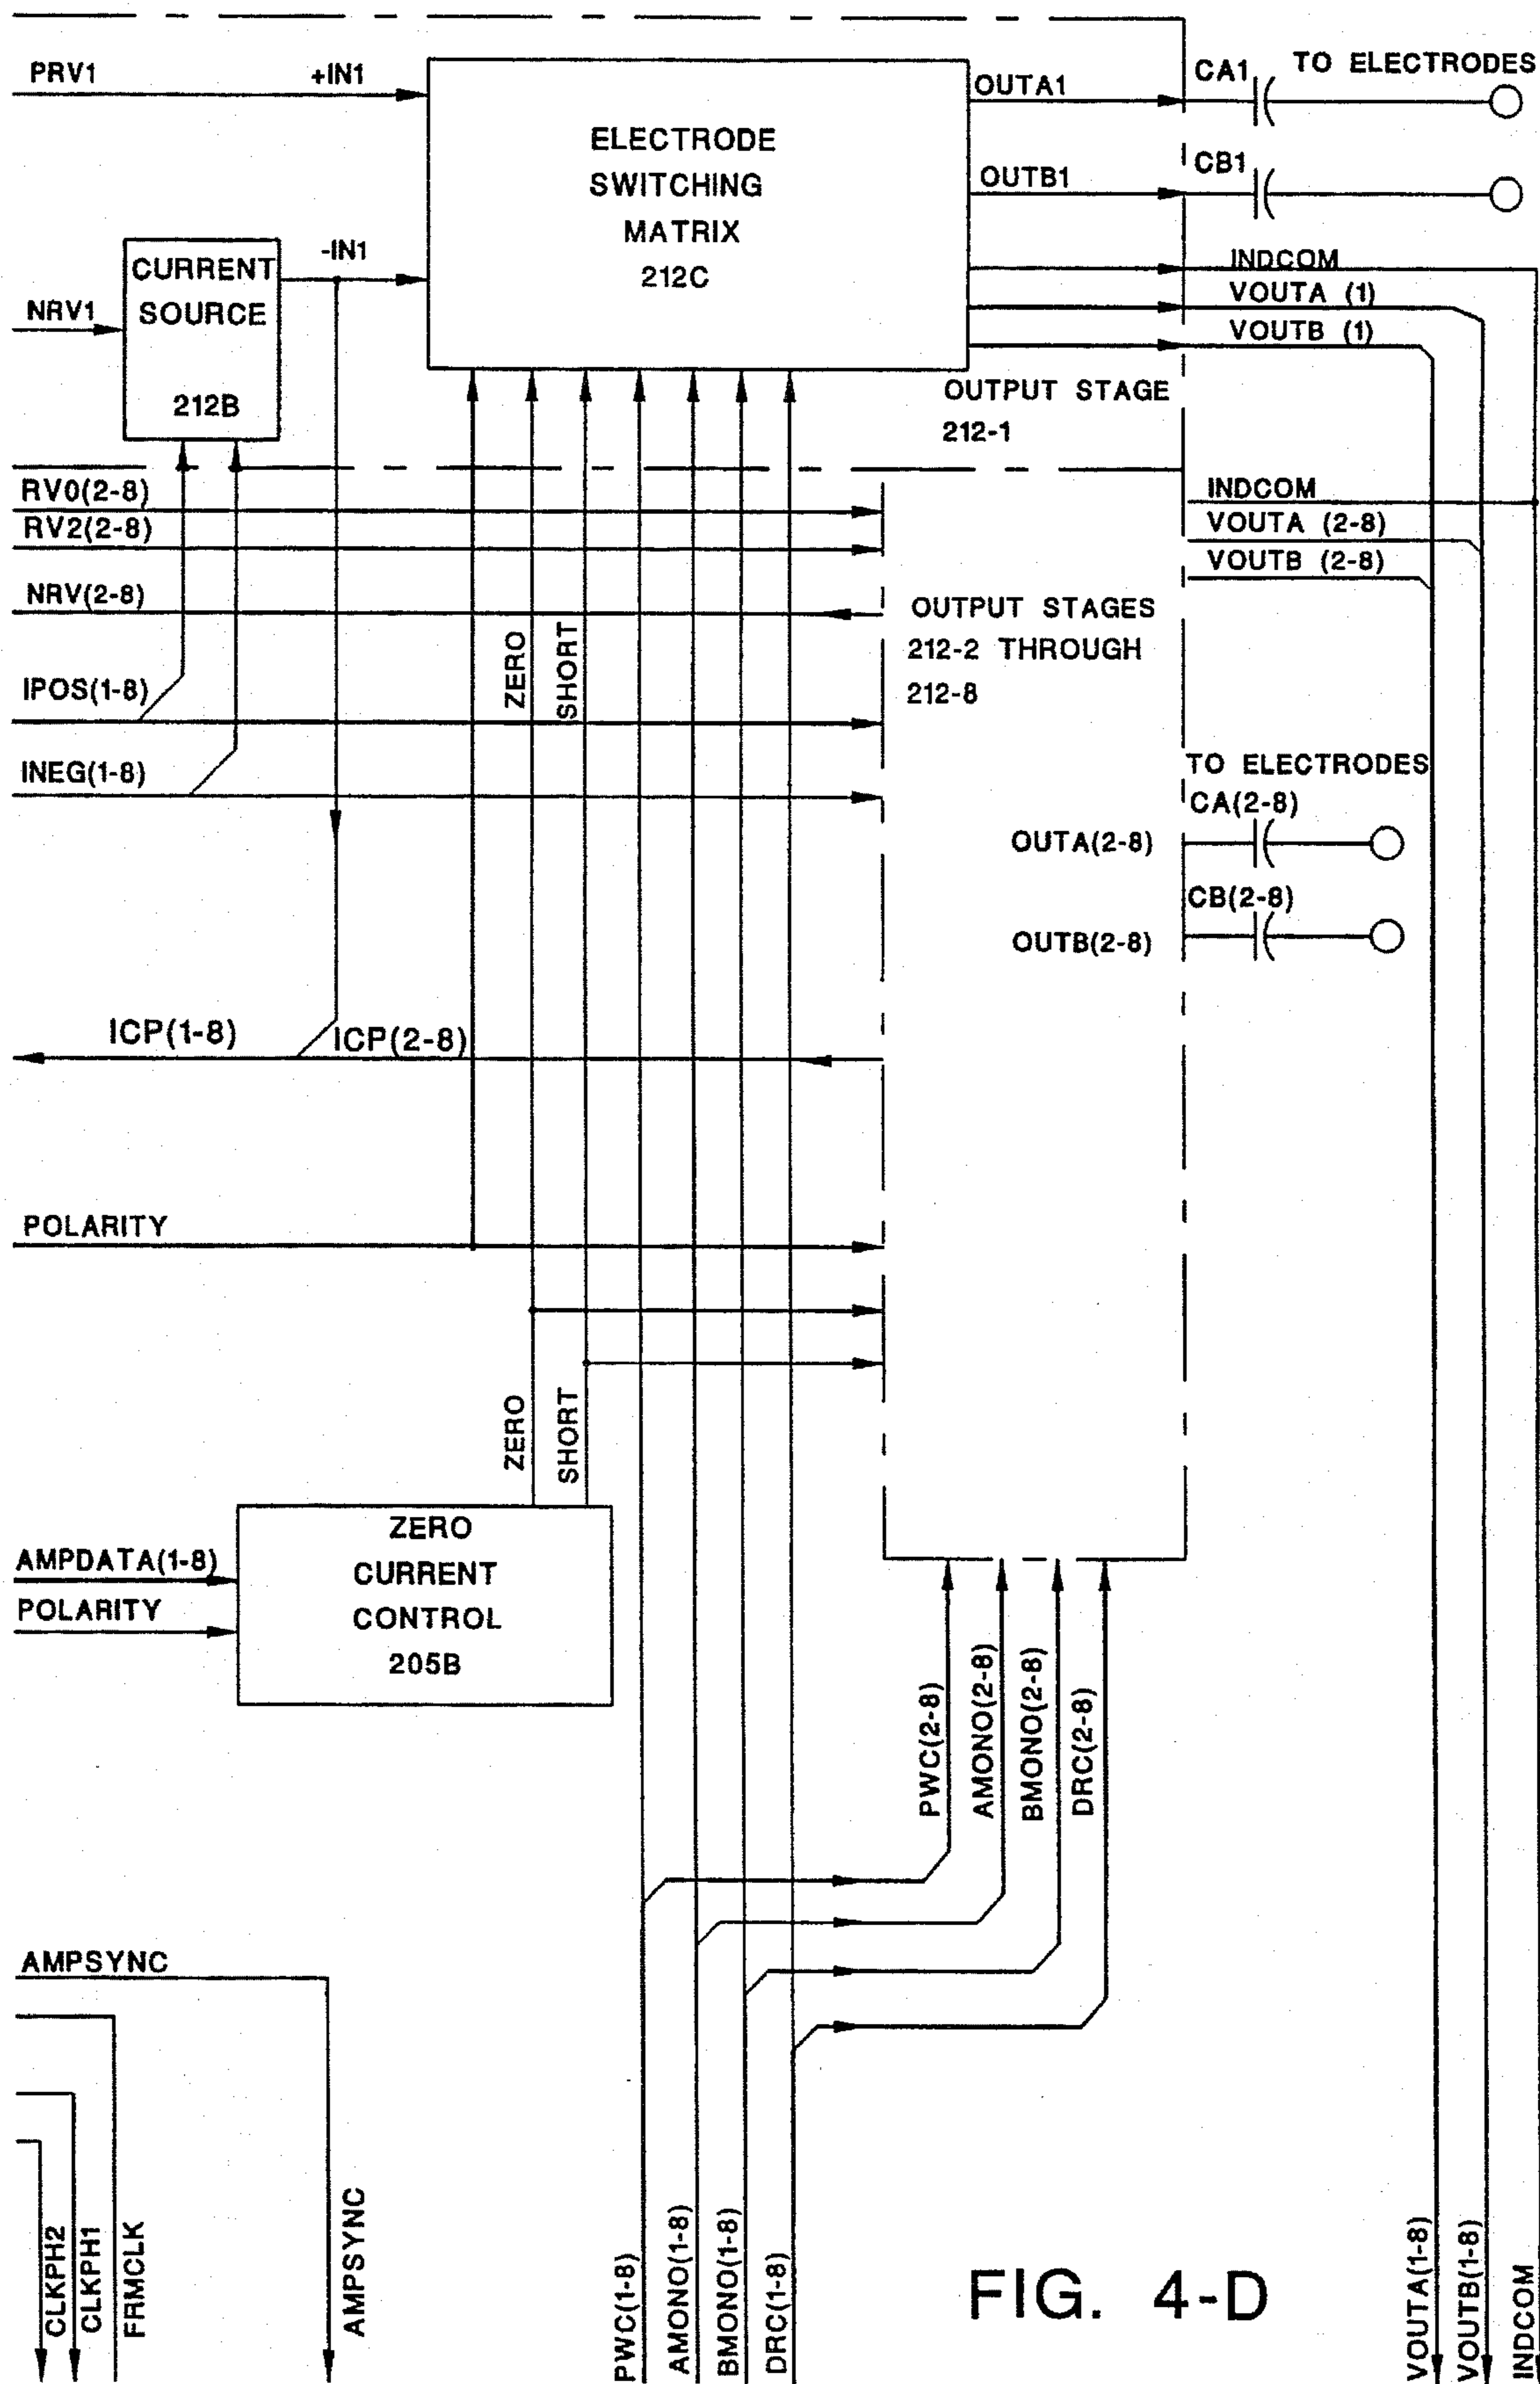 PRV1
+IN1
ELECTRODE
SWITCHING
MATRIX
212C
OUTA1
CA1
TO ELECTRODES
OUTB1
CB1
-IN1
CURRENT
SOURCE
212B
NRV1
INDCOM
VOUTA (1)
VOUTB (1)
OUTPUT STAGE
212-1
RV0(2-8)
RV2(2-8)
NRV(2-8)
IPOS(1-8)
INEG(1-8)
ZERO
SHORT
INDCOM
VOUTA (2-8)
VOUTB (2-8)
OUTPUT STAGES
212-2 THROUGH
212-8
TO ELECTRODES
CA(2-8)
OUTA(2-8)
CB(2-8)
OUTB(2-8)
ICP(1-8)
ICP(2-8)
POLARITY
ZERO
SHORT
AMPDATA(1-8)
POLARITY
ZERO
CURRENT
CONTROL
205B
PWC(2-8)
AMONO(2-8)
BMONO(2-8)
DRC(2-8)
AMPSYNC
CLKPH2
CLKPH1
FRMCLK
AMPSYNC
PWC(1-8)
AMONO(1-8)
BMONO(1-8)
DRC(1-8)
FIG. 4-D
VOUTA(1-8)
VOUTB(1-8)
INDCOM